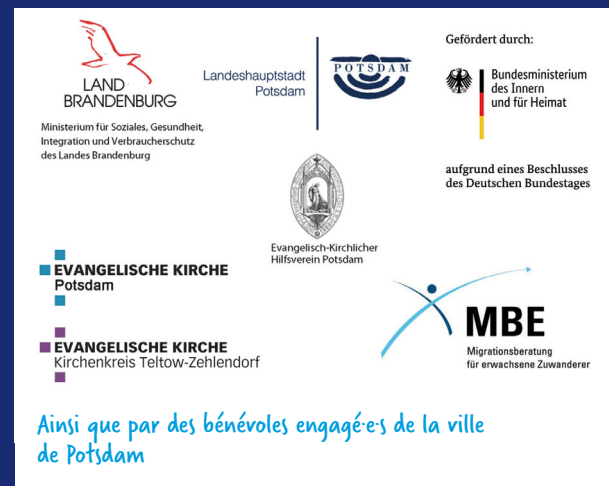 LAND
BRANDENBURG
Ministerium für Soziales, Gesundheit,
Integration und Verbraucherschutz
des Landes Brandenburg
Landeshauptstadt
Potsdam
POTSDAM
Gefördert durch:
Bundesministerium
des Innern
und für Heimat
aufgrund eines Beschlusses
des Deutschen Bundestages
Evangelisch-Kirchlicher
Hilfsverein Potsdam
EVANGELISCHE KIRCHE
Potsdam
EVANGELISCHE KIRCHE
Kirchenkreis Teltow-Zehlendorf
MBE
Migrationsberatung
für erwachsene Zuwanderer
Ainsi que par des bénévoles engagé·e·s de la ville
de Potsdam